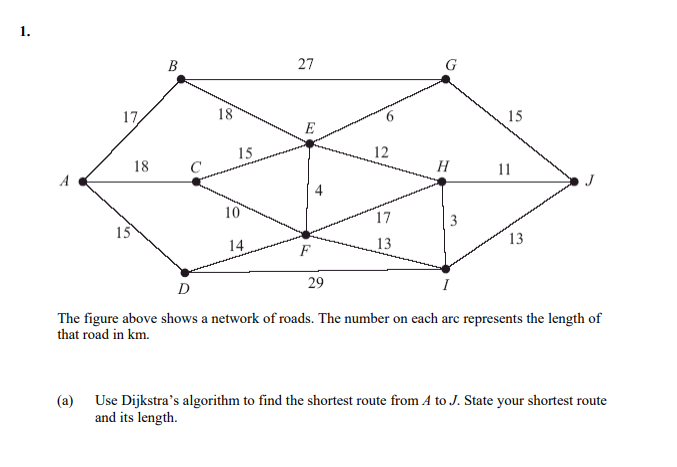 1.
B 27 G
17 18 6 15
E
15 12
18 C H 11
A J
4
10 17 3
15 14 13 13
F
D 29 I
The figure above shows a network of roads. The number on each arc represents the length of
that road in km.
(a) Use Dijkstra’s algorithm to find the shortest route from A to J. State your shortest route
and its length.